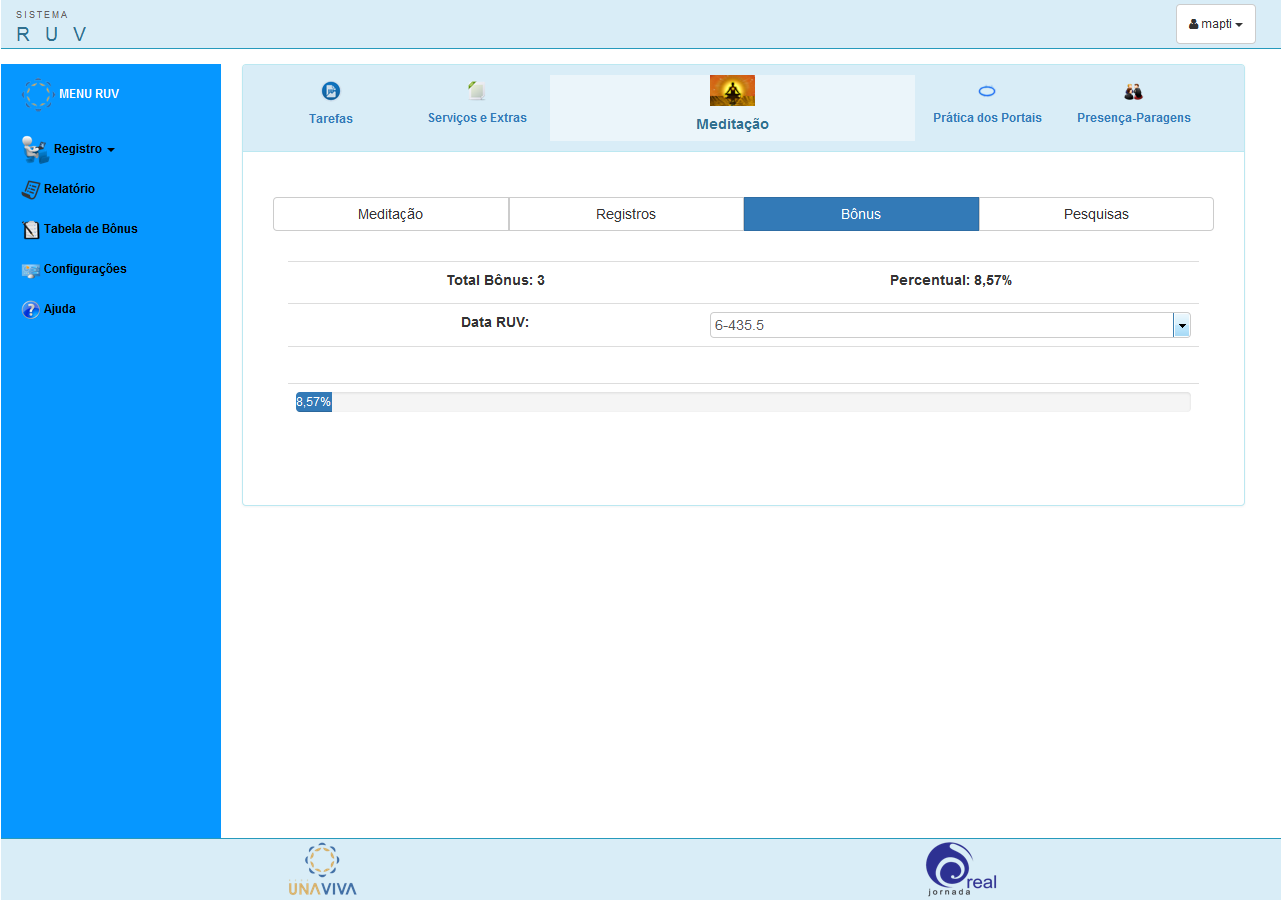 SISTEMA
R U V
mapti
MENU RUV
Registro
Relatório
Tabela de Bônus
Configurações
Ajuda
Tarefas
Serviços e Extras
Meditação
Prática dos Portais
Presença-Paragens
Meditação
Registros
Bônus
Pesquisas
Total Bônus: 3
Percentual: 8,57%
Data RUV:
6-435.5
8,57%
UNAVIVA
jornada real